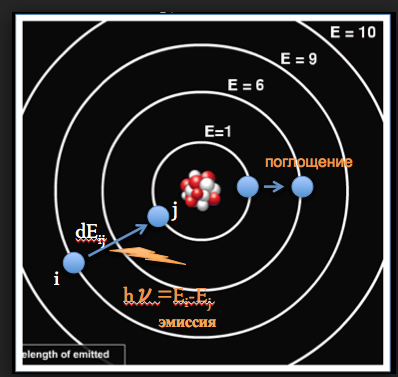 E = 10
E = 9
E = 6
E=1
поглощение
j
dEij
i
hν=Ei-Ej
эмиссия
elength of emitted